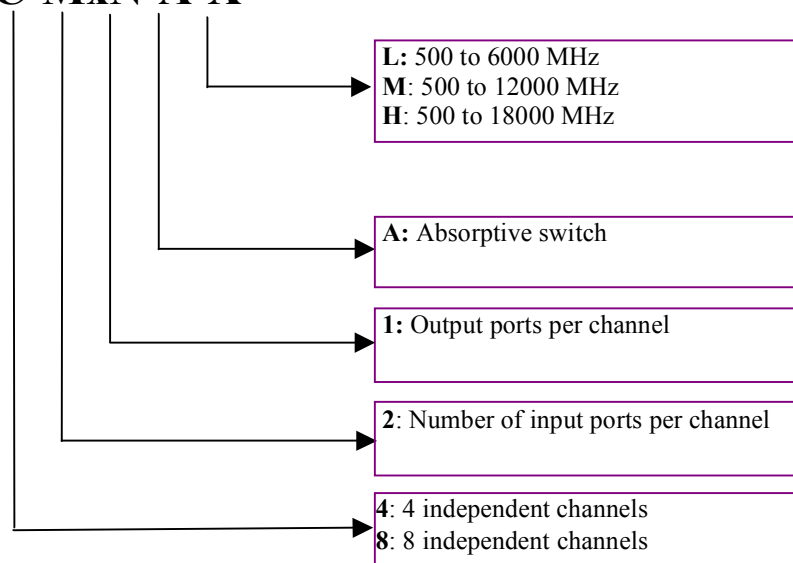 L: 500 to 6000 MHz
M: 500 to 12000 MHz
H: 500 to 18000 MHz
A: Absorptive switch
1: Output ports per channel
2: Number of input ports per channel
4: 4 independent channels
8: 8 independent channels